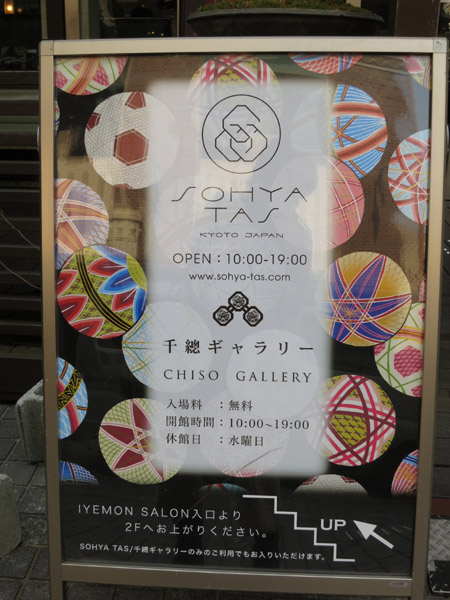 SOHYA
TAS
KYOTO JAPAN
OPEN : 10:00-19:00
www.sohya-tas.com
千總ギャラリー
CHISO GALLERY
入場料 : 無料
開館時間 : 10:00~19:00
休館日 : 水曜日
IYEMON SALON入口より
2Fへお上がりください。
UP
SOHYA TAS/千總ギャラリーのみのご利用でもお入りいただけます。